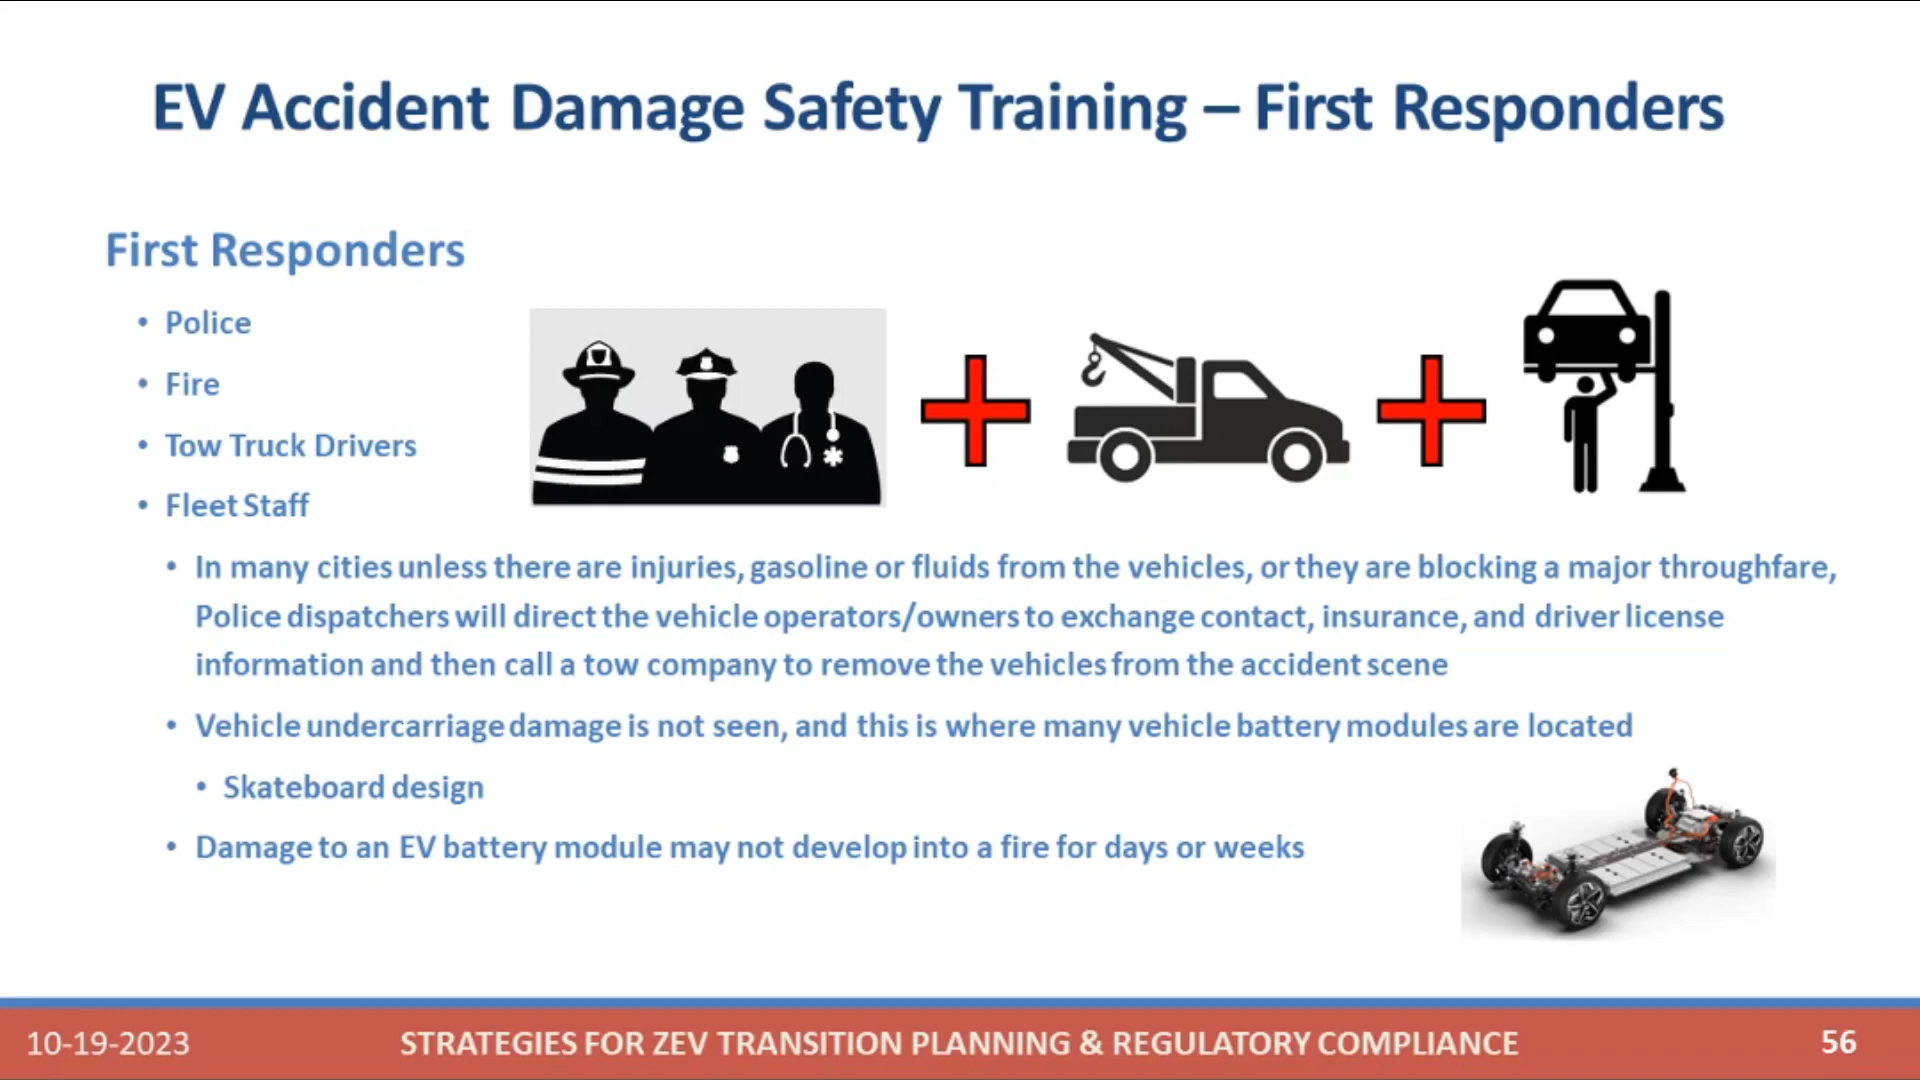 EV Accident Damage Safety Training – First Responders
First Responders
• Police
• Fire
• Tow Truck Drivers
• Fleet Staff
• In many cities unless there are injuries, gasoline or fluids from the vehicles, or they are blocking a major throughfare,
Police dispatchers will direct the vehicle operators/owners to exchange contact, insurance, and driver license
information and then call a tow company to remove the vehicles from the accident scene
• Vehicle undercarriage damage is not seen, and this is where many vehicle battery modules are located
• Skateboard design
• Damage to an EV battery module may not develop into a fire for days or weeks
10-19-2023
STRATEGIES FOR ZEV TRANSITION PLANNING & REGULATORY COMPLIANCE
56